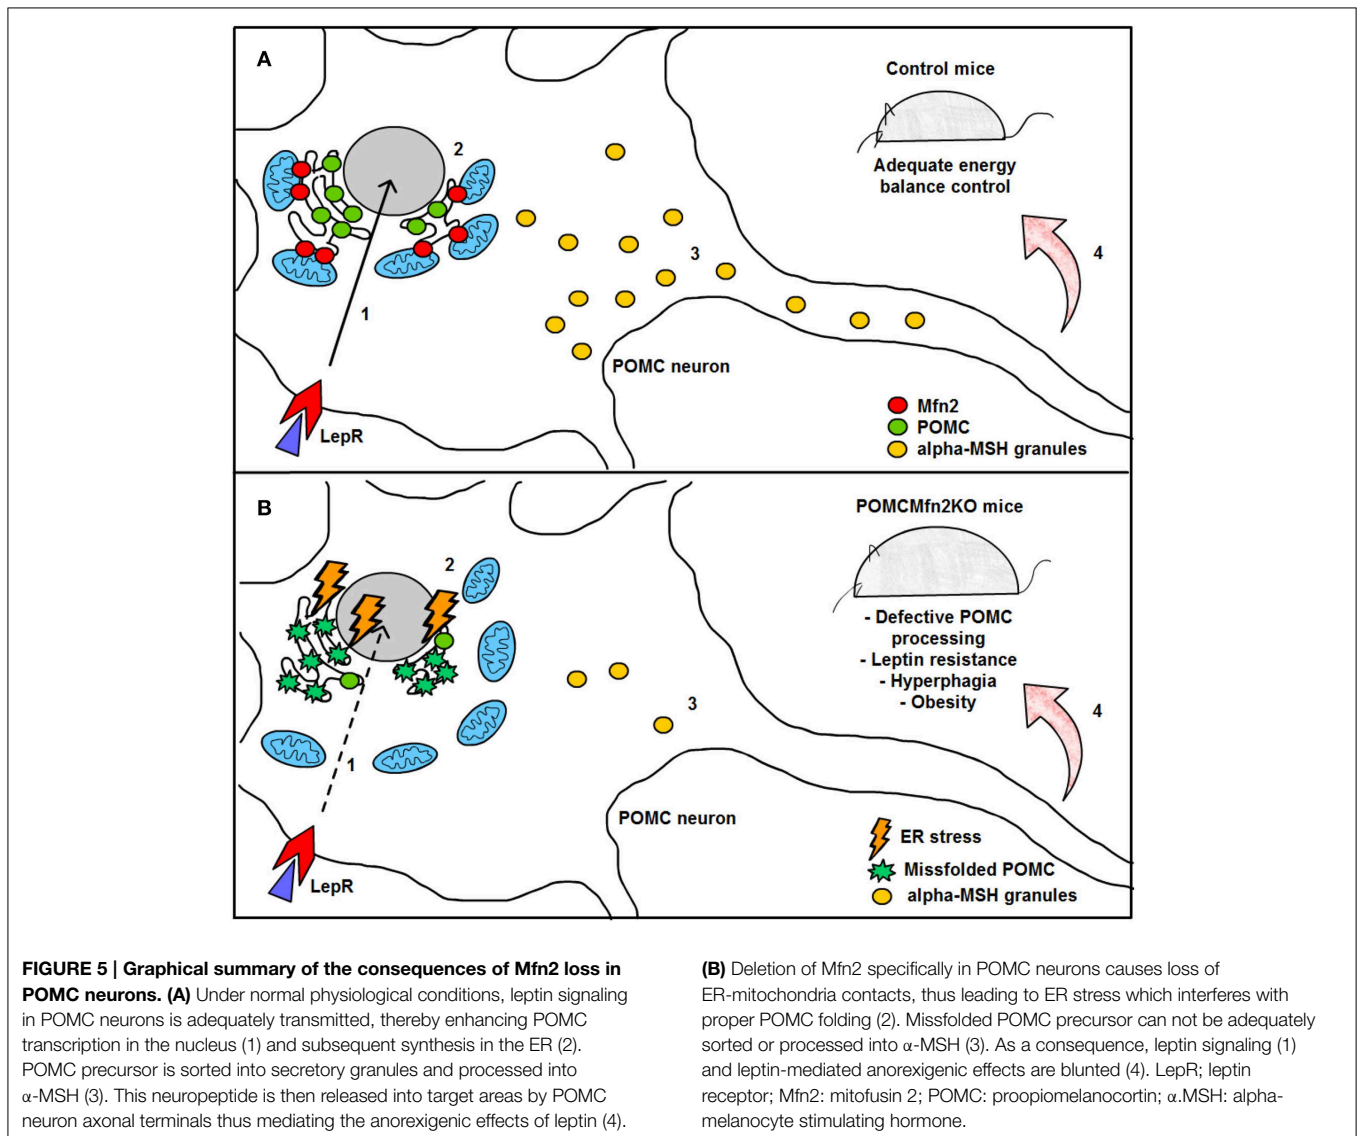 A
Control mice
Adequate energy
balance control
2
3
4
1
POMC neuron
LepR
Mfn2
POMC
alpha-MSH granules
B
POMCMfn2KO mice
- Defective POMC
processing
- Leptin resistance
- Hyperphagia
- Obesity
2
3
4
1
POMC neuron
LepR
ER stress
Missfolded POMC
alpha-MSH granules
FIGURE 5 | Graphical summary of the consequences of Mfn2 loss in
POMC neurons. (A) Under normal physiological conditions, leptin signaling
in POMC neurons is adequately transmitted, thereby enhancing POMC
transcription in the nucleus (1) and subsequent synthesis in the ER (2).
POMC precursor is sorted into secretory granules and processed into
α-MSH (3). This neuropeptide is then released into target areas by POMC
neuron axonal terminals thus mediating the anorexigenic effects of leptin (4).
(B) Deletion of Mfn2 specifically in POMC neurons causes loss of
ER-mitochondria contacts, thus leading to ER stress which interferes with
proper POMC folding (2). Missfolded POMC precursor can not be adequately
sorted or processed into α-MSH (3). As a consequence, leptin signaling (1)
and leptin-mediated anorexigenic effects are blunted (4). LepR; leptin
receptor; Mfn2: mitofusin 2; POMC: proopiomelanocortin; α.MSH: alpha-
melanocyte stimulating hormone.